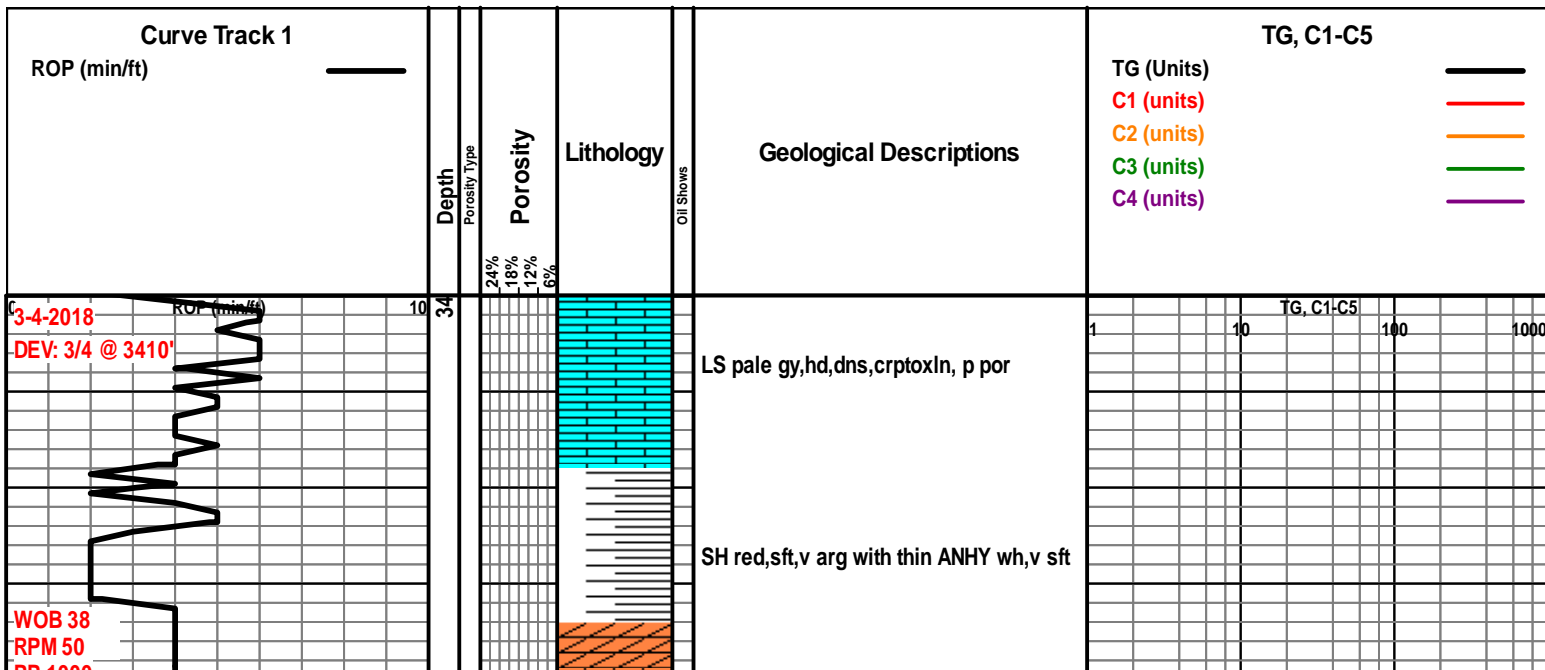 Curve Track 1
ROP (min/ft)
Depth
Porosity Type
Porosity
24%
18%
12%
6%
Lithology
Oil Shows
Geological Descriptions
TG, C1-C5
TG (Units)
C1 (units)
C2 (units)
C3 (units)
C4 (units)
0 ROP (min/ft) 10
34
TG, C1-C5
1 10 100 1000
3-4-2018
DEV: 3/4 @ 3410'
LS pale gy,hd,dns,crptoxln, p por
SH red,sft,v arg with thin ANHY wh,v sft
WOB 38
RPM 50